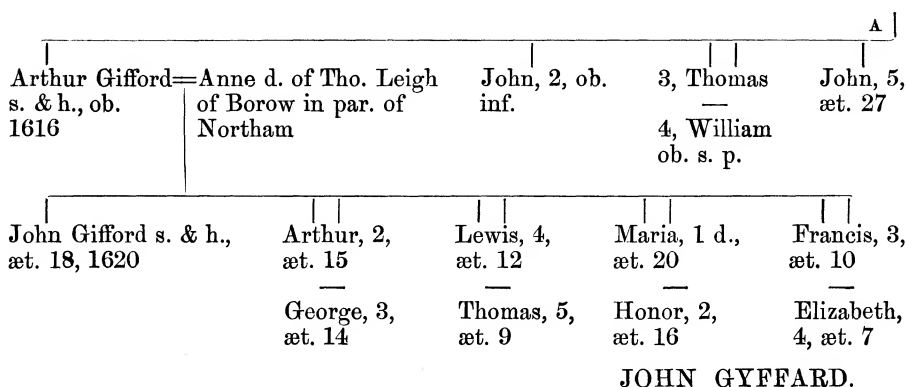 A
Arthur Gifford=Anne d. of Tho. Leigh
s. & h., ob. of Borow in par. of
1616 Northam
John, 2, ob.
inf.
3, Thomas
—
4, William
ob. s. p.
John, 5,
æt. 27
John Gifford s. & h.,
æt. 18, 1620
Arthur, 2,
æt. 15
—
George, 3,
æt. 14
Lewis, 4,
æt. 12
—
Thomas, 5,
æt. 9
Maria, 1 d.,
æt. 20
—
Honor, 2,
æt. 16
Francis, 3,
æt. 10
—
Elizabeth,
4, æt. 7
JOHN GYFFARD.